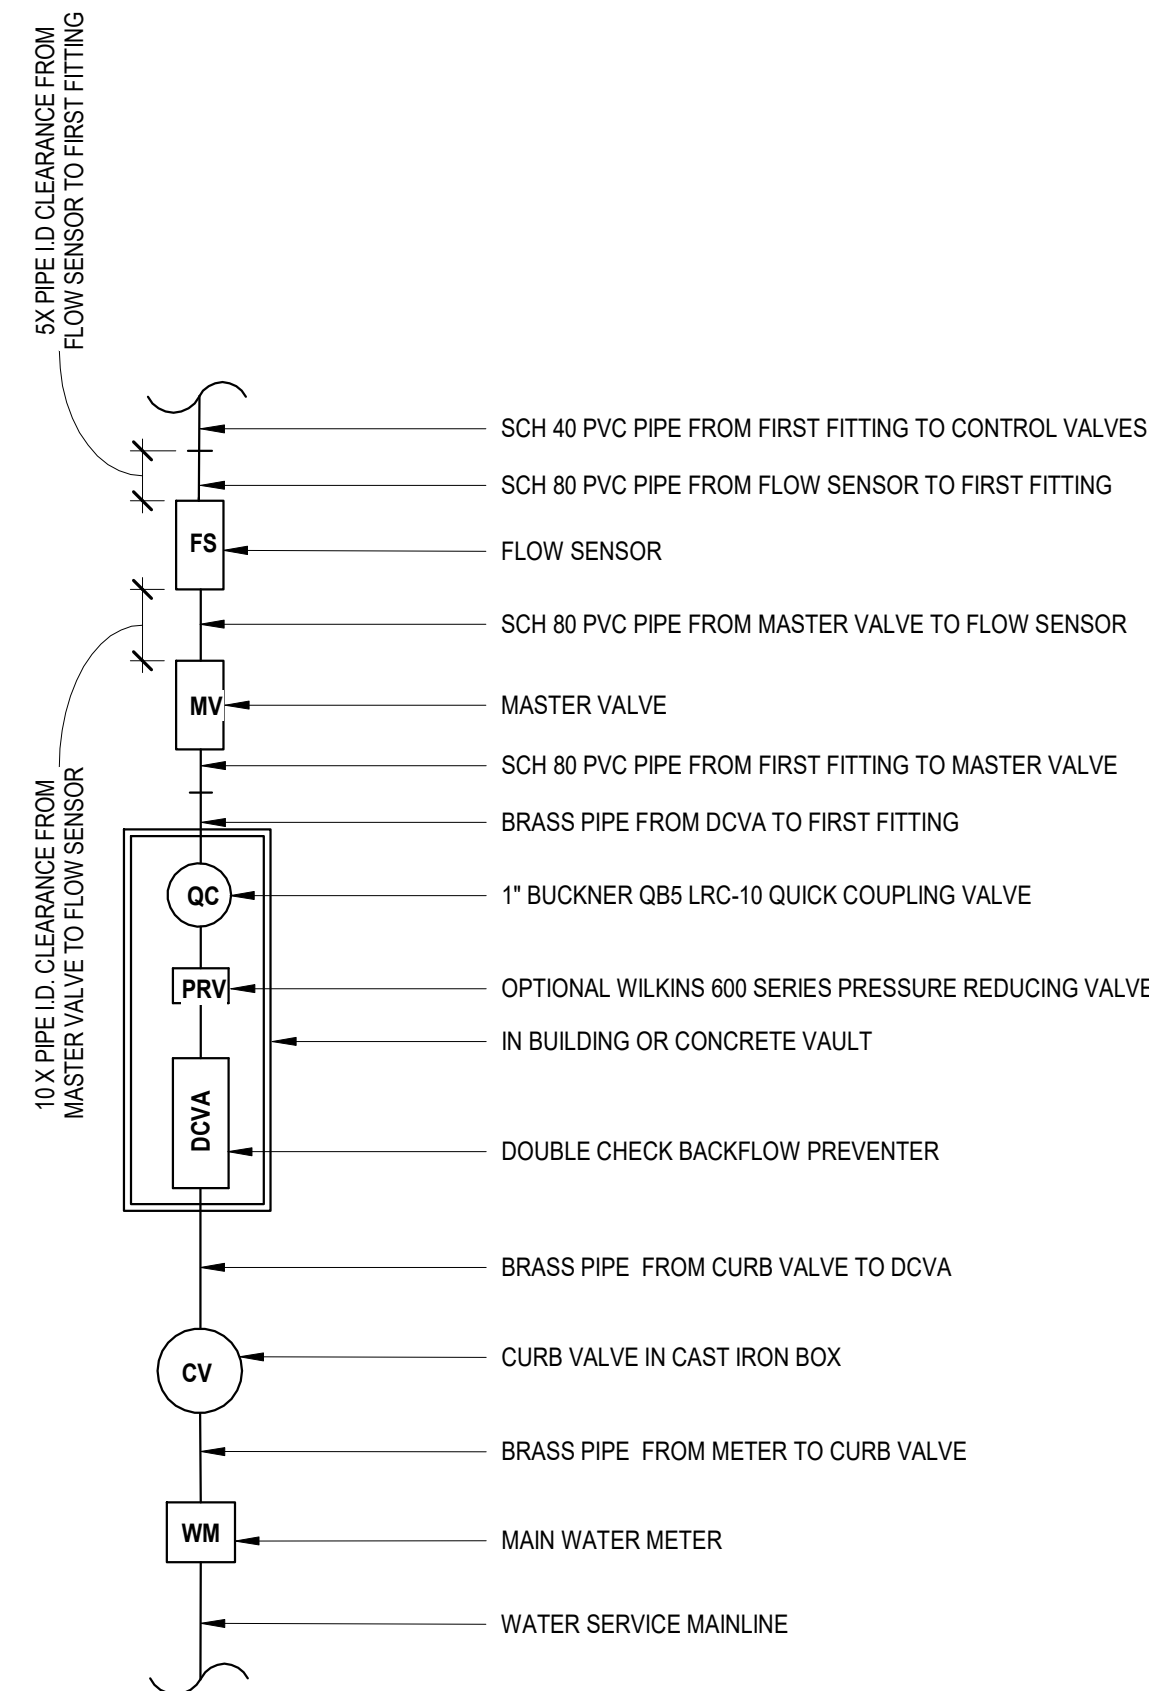 5X PIPE I.D CLEARANCE FROM
FLOW SENSOR TO FIRST FITTING
SCH 40 PVC PIPE FROM FIRST FITTING TO CONTROL VALVES
SCH 80 PVC PIPE FROM FLOW SENSOR TO FIRST FITTING
FS
FLOW SENSOR
SCH 80 PVC PIPE FROM MASTER VALVE TO FLOW SENSOR
MV
MASTER VALVE
SCH 80 PVC PIPE FROM FIRST FITTING TO MASTER VALVE
10 X PIPE I.D. CLEARANCE FROM
MASTER VALVE TO FLOW SENSOR
BRASS PIPE FROM DCVA TO FIRST FITTING
QC
1" BUCKNER QB5 LRC-10 QUICK COUPLING VALVE
PRV
OPTIONAL WILKINS 600 SERIES PRESSURE REDUCING VALVE
IN BUILDING OR CONCRETE VAULT
DCVA
DOUBLE CHECK BACKFLOW PREVENTER
BRASS PIPE FROM CURB VALVE TO DCVA
CV
CURB VALVE IN CAST IRON BOX
BRASS PIPE FROM METER TO CURB VALVE
WM
MAIN WATER METER
WATER SERVICE MAINLINE